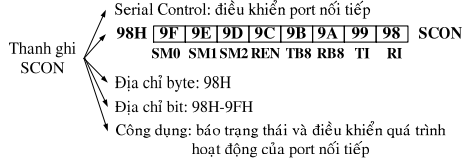 Serial Control: điều khiển port nối tiếp
98H 9F 9E 9D 9C 9B 9A 99 98 SCON
SM0 SM1 SM2 REN TB8 RB8 TI RI
Thanh ghi
SCON
Địa chỉ byte: 98H
Địa chỉ bit: 98H-9FH
Công dụng: báo trạng thái và điều khiển quá trình
hoạt động của port nối tiếp